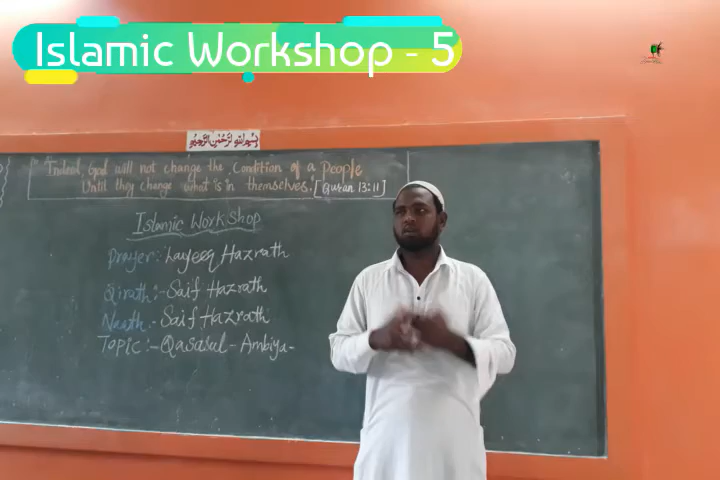 Islamic Workshop - 5
بسم الله الرحمن الرحيم
"Indeed, God will not change the Condition of a People
Until they change what is in themselves." [Quran 13:11]
Islamic Workshop
Prayer:- Layeeq Hazrath
Qirath:- Saif Hazrath
Naath:- Saif Hazrath
Topic:- Qasasul - Ambiya-